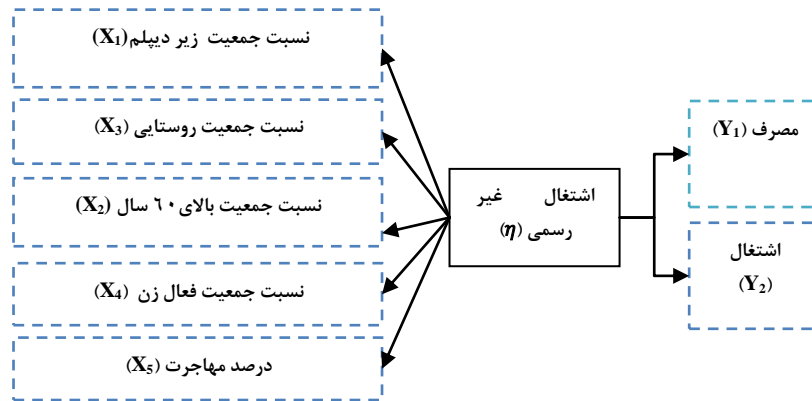 نسبت جمعیت زیر دیپلم (X₁)
نسبت جمعیت روستایی (X₃)
نسبت جمعیت بالای ٦٠ سال (X₂)
نسبت جمعیت فعال زن (X₄)
درصد مهاجرت (X₅)
اشتغال غیر
رسمی (η)
مصرف (Y₁)
اشتغال
(Y₂)